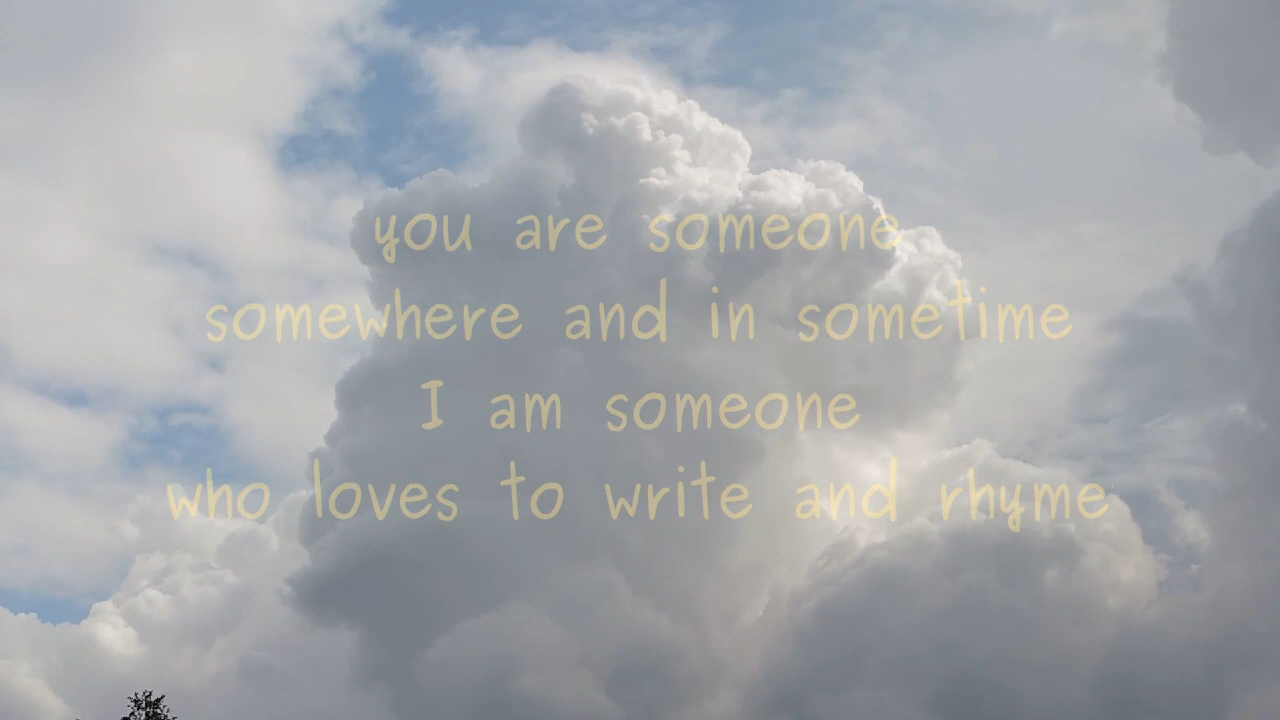 you are someone
somewhere and in sometime
I am someone
who loves to write and rhyme